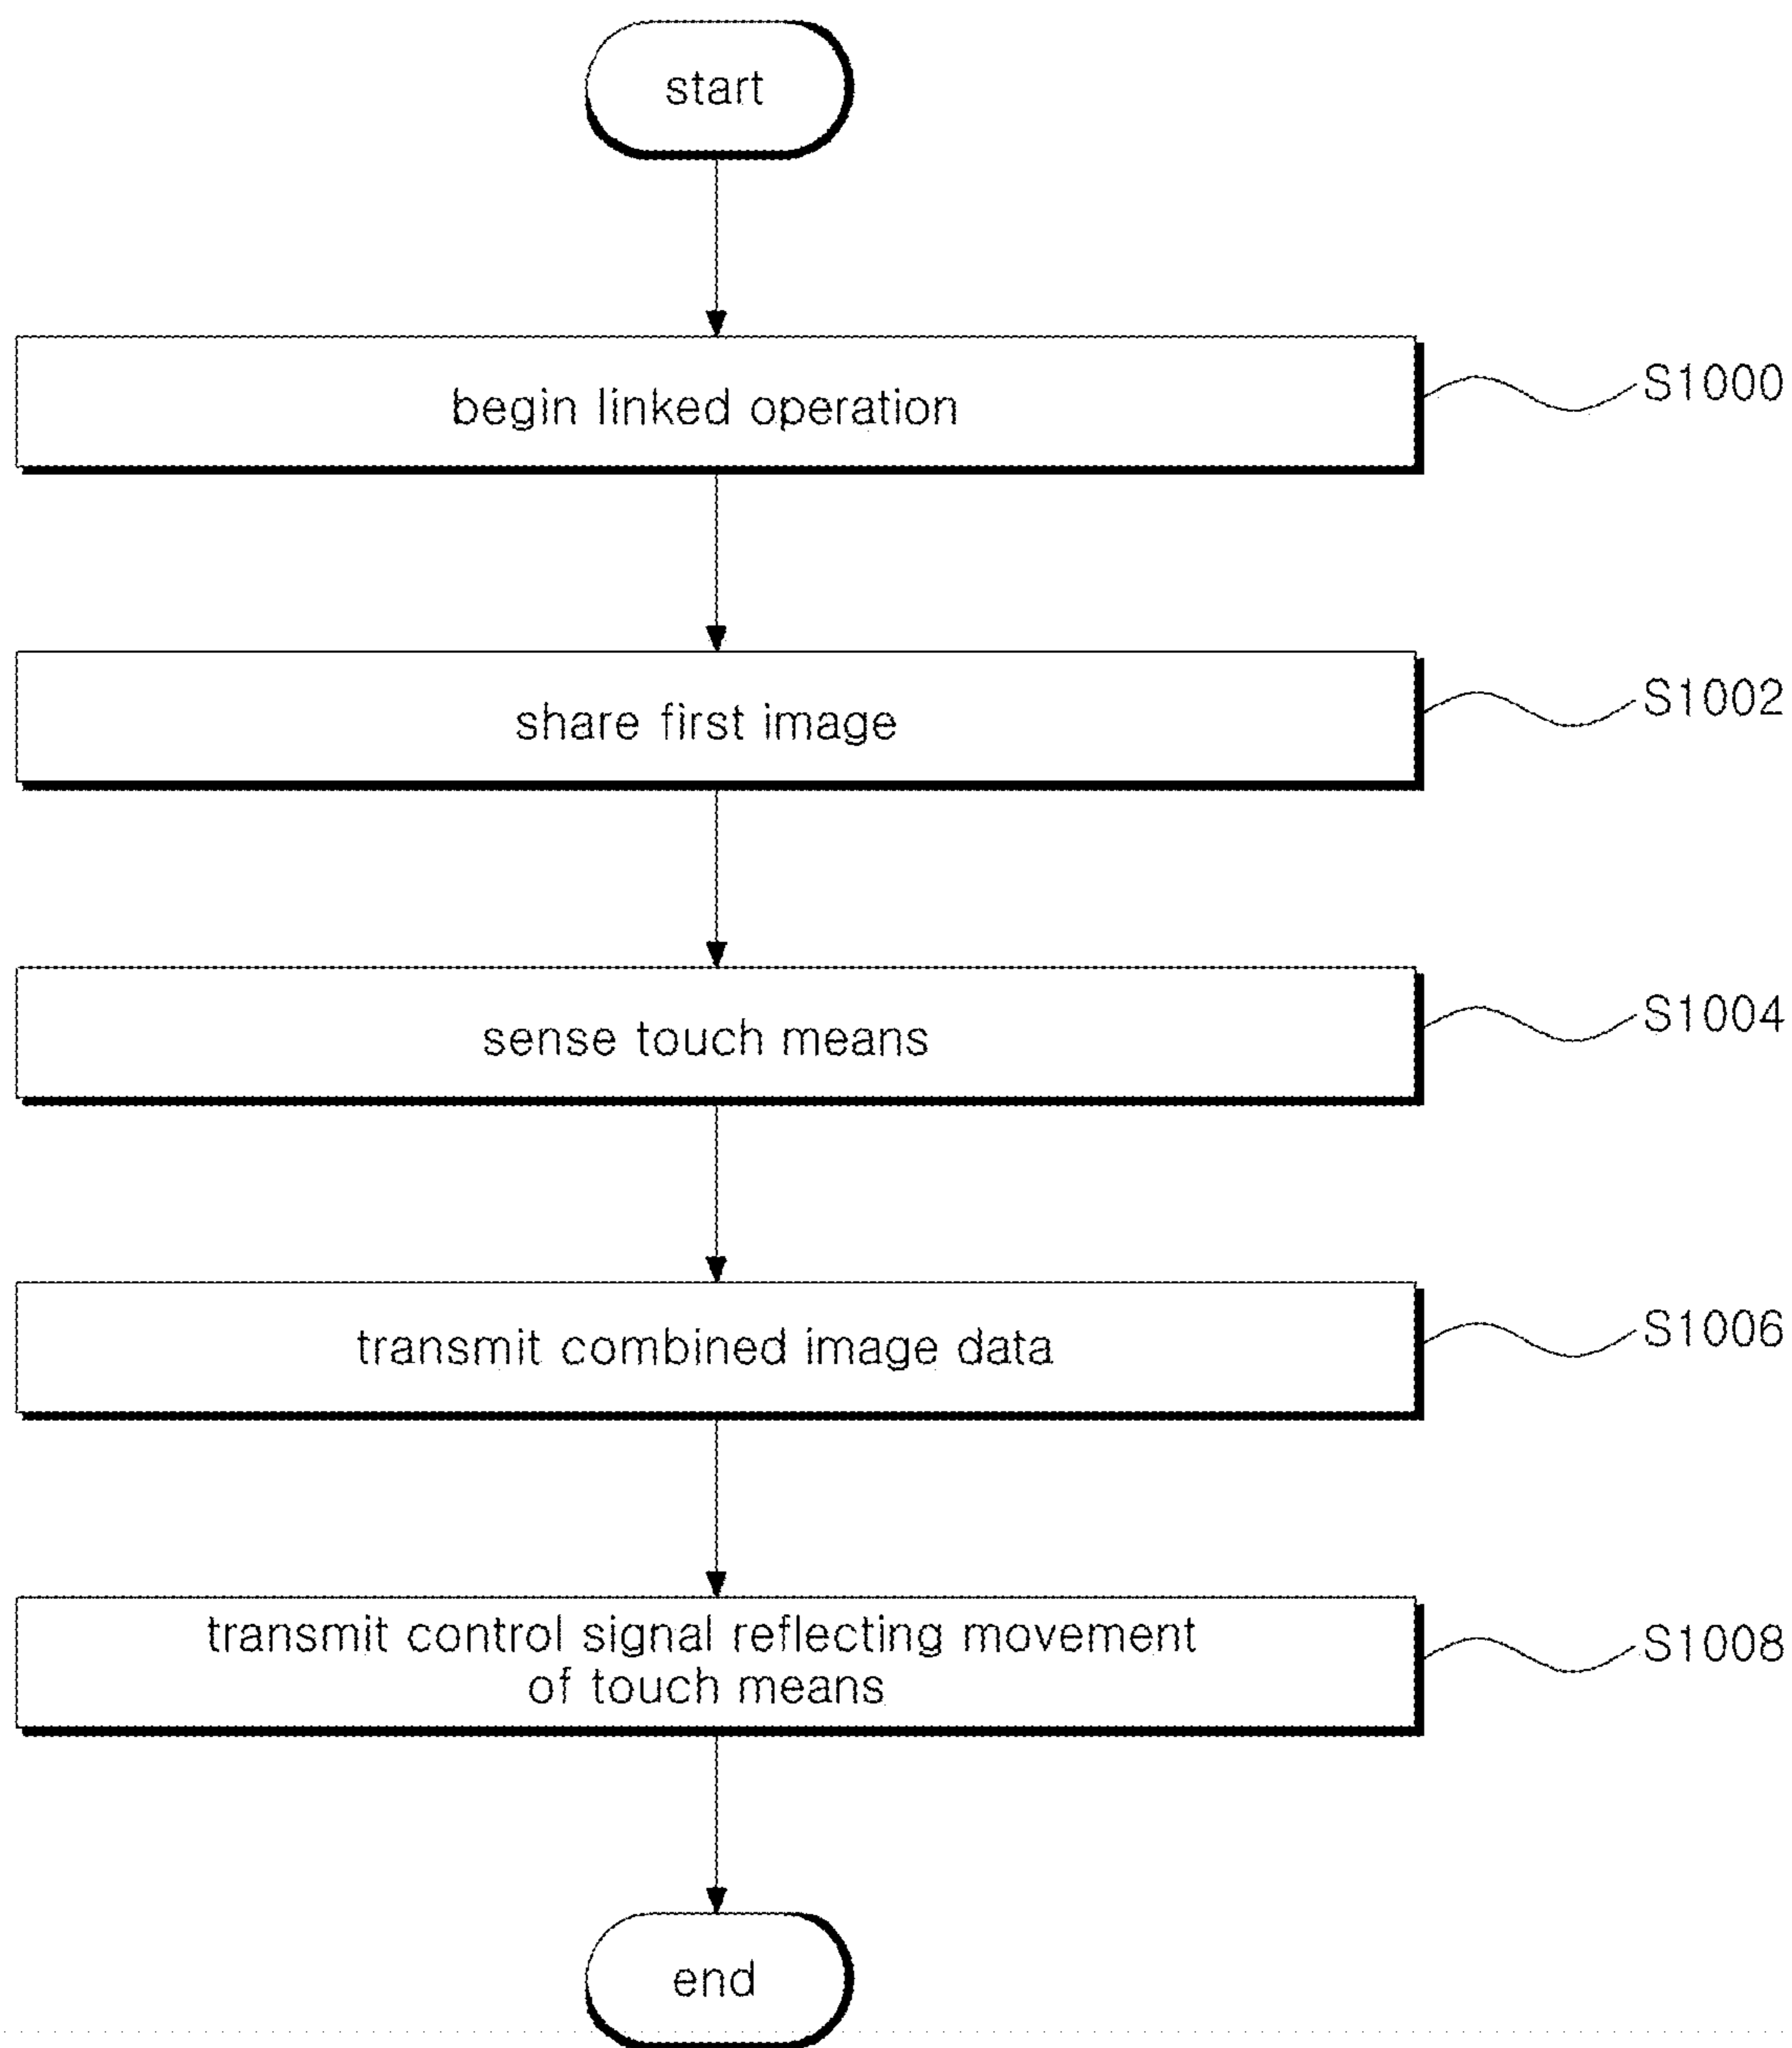 start
begin linked operation
S1000
share first image
S1002
sense touch means
S1004
transmit combined image data
S1006
transmit control signal reflecting movement
of touch means
S1008
end